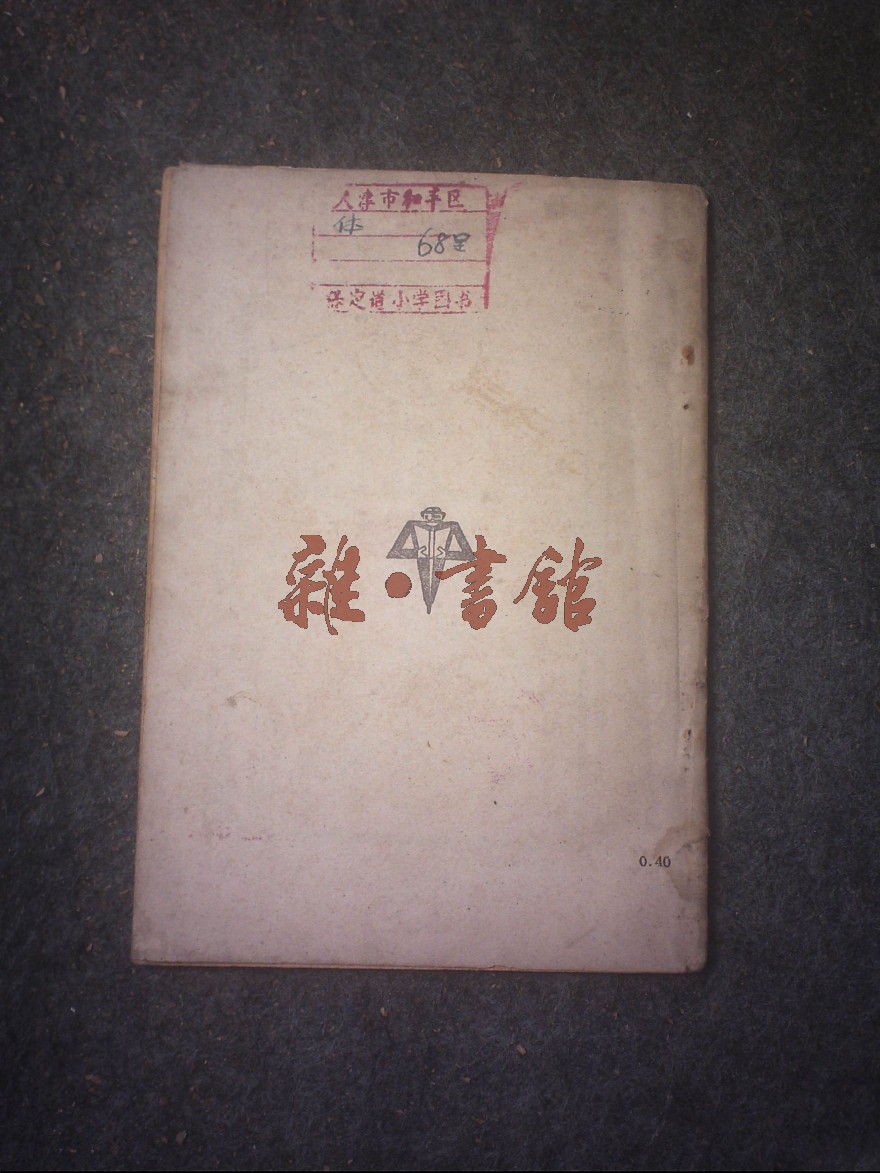 天津市和平区
体
68
保定道小学图书
雜·書館
0.40